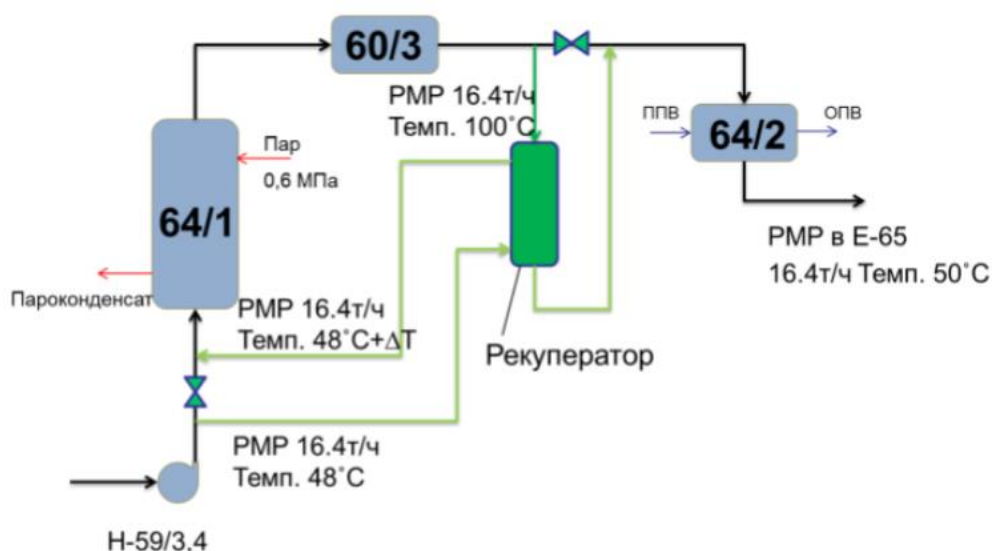 60/3
РМР 16.4т/ч
Темп. 100˚С
ППВ
ОПВ
64/2
Пар
0,6 МПа
64/1
РМР в Е-65
16.4т/ч Темп. 50˚С
Пароконденсат
РМР 16.4т/ч
Темп. 48˚С+ΔТ
Рекуператор
РМР 16.4т/ч
Темп. 48˚С
Н-59/3,4